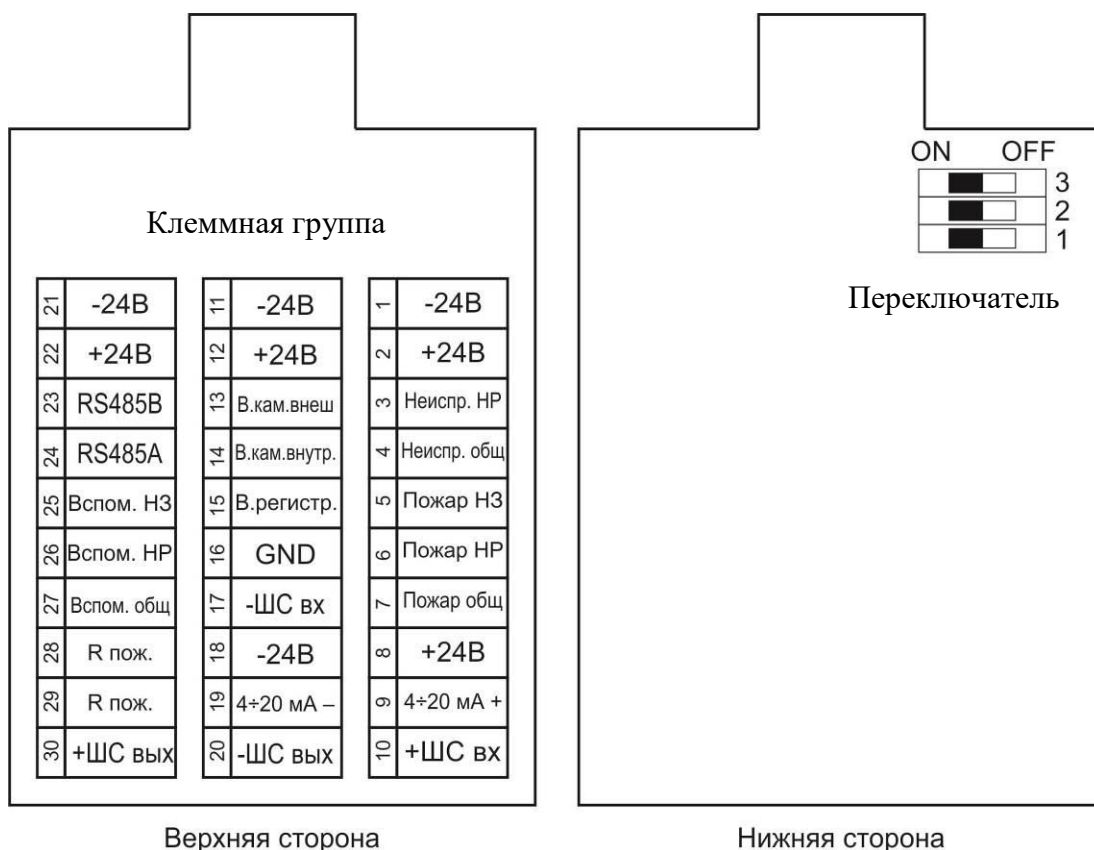 ON OFF
3
2
1
Переключатель
Клеммная группа
21 -24В 11 -24В 1 -24В
22 +24В 12 +24В 2 +24В
23 RS485B 13 В.кам.внеш 3 Неиспр. НР
24 RS485A 14 В.кам.внутр. 4 Неиспр. общ
25 Вспом. НЗ 15 В.регистр. 5 Пожар НЗ
26 Вспом. НР 16 GND 6 Пожар НР
27 Вспом. общ 17 -ШС вх 7 Пожар общ
28 R пож. 18 -24В 8 +24В
29 R пож. 19 4÷20 мА – 9 4÷20 мА +
30 +ШС вых 20 -ШС вых 10 +ШС вх
Верхняя сторона Нижняя сторона